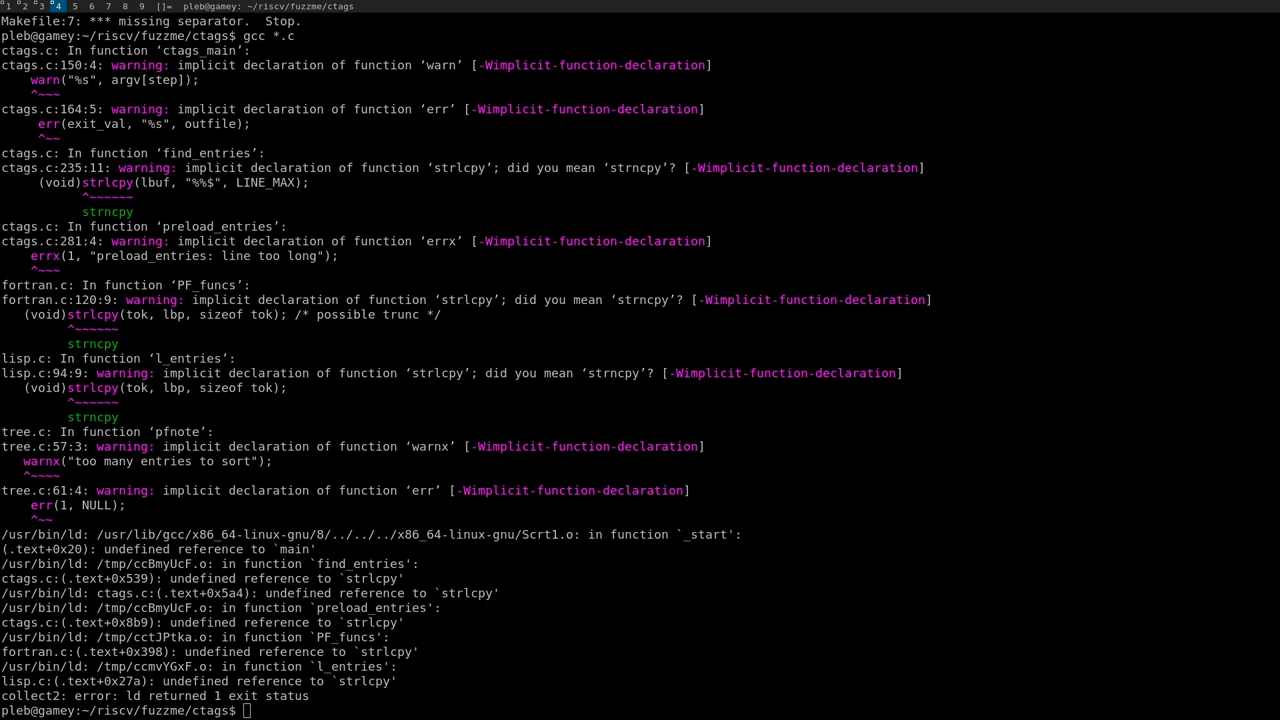 1 2 3 4 5 6 7 8 9 []= pleb@gamey: ~/riscv/fuzzme/ctags
Makefile:7: *** missing separator.  Stop.
pleb@gamey:~/riscv/fuzzme/ctags$ gcc *.c
ctags.c: In function ‘ctags_main’:
ctags.c:150:4: warning: implicit declaration of function ‘warn’ [-Wimplicit-function-declaration]
    warn("%s", argv[step]);
    ^~~~
ctags.c:164:5: warning: implicit declaration of function ‘err’ [-Wimplicit-function-declaration]
     err(exit_val, "%s", outfile);
     ^~~
ctags.c: In function ‘find_entries’:
ctags.c:235:11: warning: implicit declaration of function ‘strlcpy’; did you mean ‘strncpy’? [-Wimplicit-function-declaration]
     (void)strlcpy(lbuf, "%%$", LINE_MAX);
           ^~~~~~~
           strncpy
ctags.c: In function ‘preload_entries’:
ctags.c:281:4: warning: implicit declaration of function ‘errx’ [-Wimplicit-function-declaration]
    errx(1, "preload_entries: line too long");
    ^~~~
fortran.c: In function ‘PF_funcs’:
fortran.c:120:9: warning: implicit declaration of function ‘strlcpy’; did you mean ‘strncpy’? [-Wimplicit-function-declaration]
   (void)strlcpy(tok, lbp, sizeof tok); /* possible trunc */
         ^~~~~~~
         strncpy
lisp.c: In function ‘l_entries’:
lisp.c:94:9: warning: implicit declaration of function ‘strlcpy’; did you mean ‘strncpy’? [-Wimplicit-function-declaration]
   (void)strlcpy(tok, lbp, sizeof tok);
         ^~~~~~~
         strncpy
tree.c: In function ‘pfnote’:
tree.c:57:3: warning: implicit declaration of function ‘warnx’ [-Wimplicit-function-declaration]
   warnx("too many entries to sort");
   ^~~~~
tree.c:61:4: warning: implicit declaration of function ‘err’ [-Wimplicit-function-declaration]
    err(1, NULL);
    ^~~
/usr/bin/ld: /usr/lib/gcc/x86_64-linux-gnu/8/../../../x86_64-linux-gnu/Scrt1.o: in function `_start':
(.text+0x20): undefined reference to `main'
/usr/bin/ld: /tmp/ccBmyUcF.o: in function `find_entries':
ctags.c:(.text+0x539): undefined reference to `strlcpy'
/usr/bin/ld: ctags.c:(.text+0x5a4): undefined reference to `strlcpy'
/usr/bin/ld: /tmp/ccBmyUcF.o: in function `preload_entries':
ctags.c:(.text+0x8b9): undefined reference to `strlcpy'
/usr/bin/ld: /tmp/cctJPtka.o: in function `PF_funcs':
fortran.c:(.text+0x398): undefined reference to `strlcpy'
/usr/bin/ld: /tmp/ccmvYGxF.o: in function `l_entries':
lisp.c:(.text+0x27a): undefined reference to `strlcpy'
collect2: error: ld returned 1 exit status
pleb@gamey:~/riscv/fuzzme/ctags$